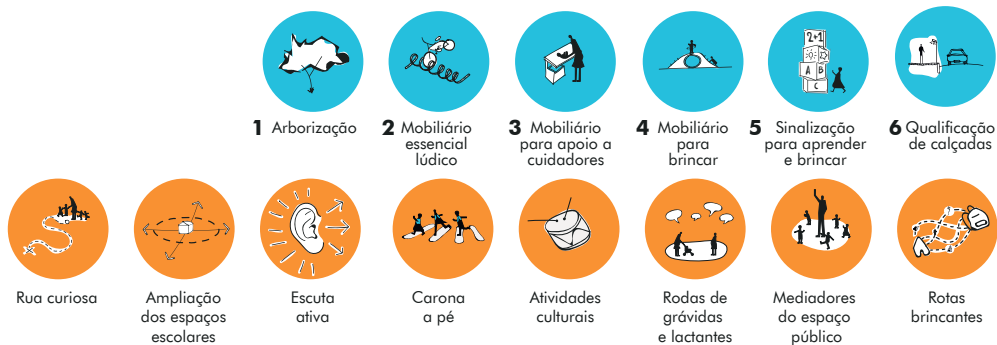 2+1
A B
C
1 Arborização
2 Mobiliário
essencial
lúdico
3 Mobiliário
para apoio a
cuidadores
4 Mobiliário
para
brincar
5 Sinalização
para aprender
e brincar
6 Qualificação
de calçadas
Rua curiosa
Ampliação
dos espaços
escolares
Escuta
ativa
Carona
a pé
Atividades
culturais
Rodas de
grávidas
e lactantes
Mediadores
do espaço
público
Rotas
brincantes